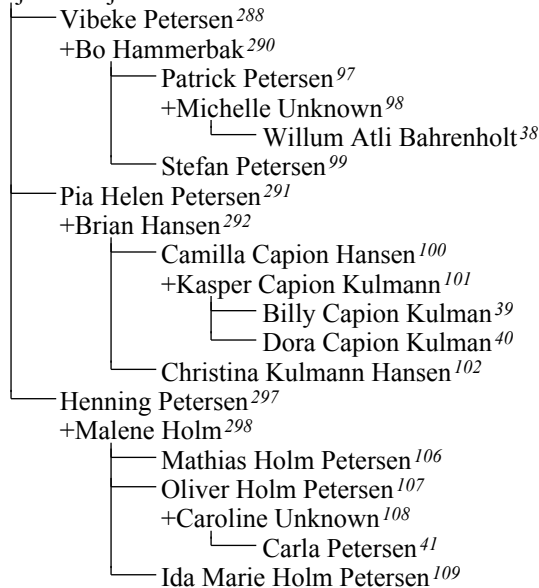 Vibeke Petersen 288
+Bo Hammerbak 290
Patrick Petersen 97
+Michelle Unknown 98
Willum Atli Bahrenholt 38
Stefan Petersen 99
Pia Helen Petersen 291
+Brian Hansen 292
Camilla Capion Hansen 100
+Kasper Capion Kulmann 101
Billy Capion Kulman 39
Dora Capion Kulman 40
Christina Kulmann Hansen 102
Henning Petersen 297
+Malene Holm 298
Mathias Holm Petersen 106
Oliver Holm Petersen 107
+Caroline Unknown 108
Carla Petersen 41
Ida Marie Holm Petersen 109